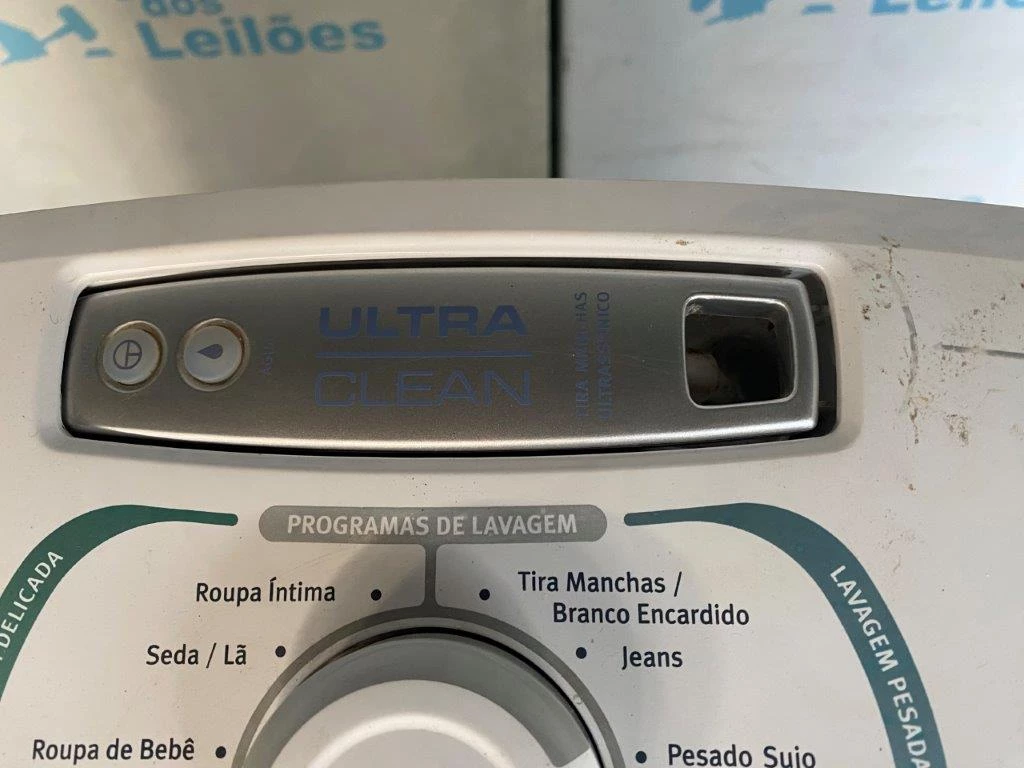 dos
Leilões
Leilões
ULTRA
CLEAN
TIRA MANCHAS
ULTRASSÔNICO
PROGRAMAS DE LAVAGEM
DELICADA
LAVAGEM PESADA
Roupa Íntima
Tira Manchas /
Branco Encardido
Seda / Lã
Jeans
Roupa de Bebê
Pesado Sujo